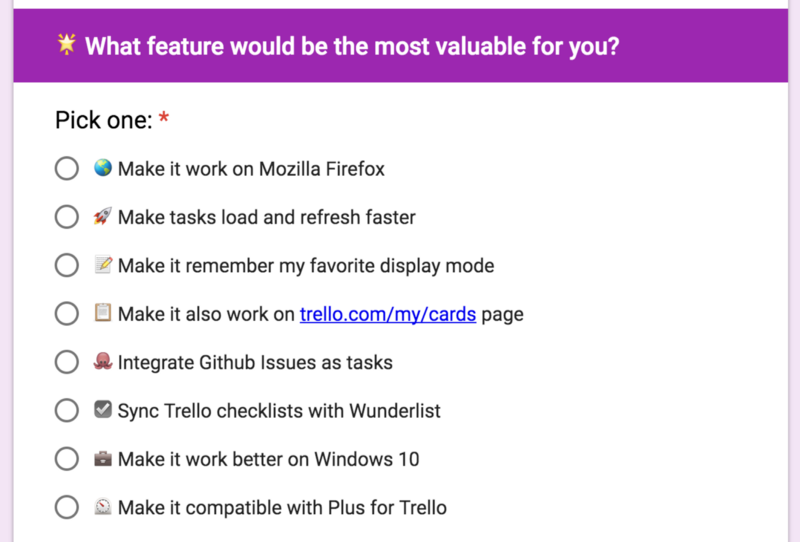 🌟 What feature would be the most valuable for you?
Pick one: *
🌏 Make it work on Mozilla Firefox
🚀 Make tasks load and refresh faster
📝 Make it remember my favorite display mode
📋 Make it also work on trello.com/my/cards page
🐙 Integrate Github Issues as tasks
☑️ Sync Trello checklists with Wunderlist
💼 Make it work better on Windows 10
⏲️ Make it compatible with Plus for Trello